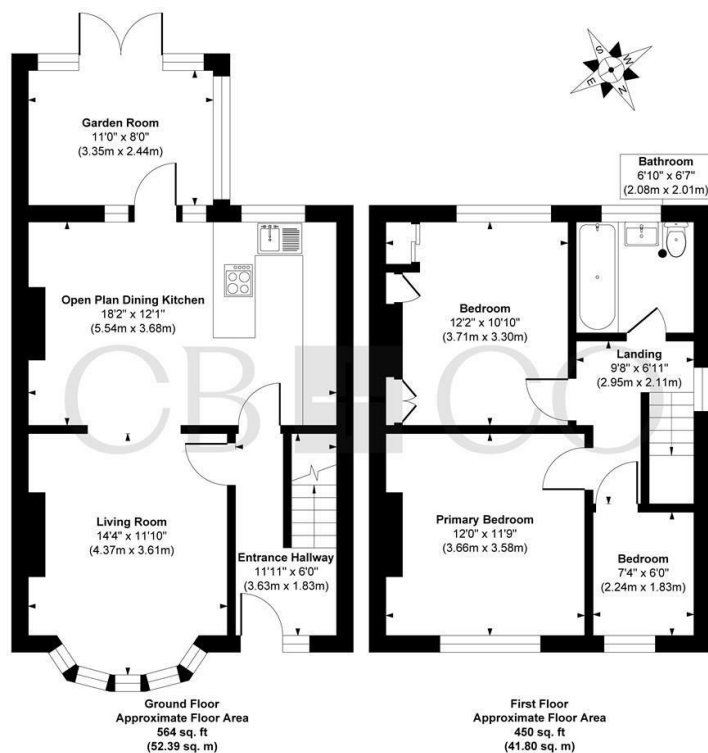 S
W
E
N
Garden Room
11'0" x 8'0"
(3.35m x 2.44m)
Bathroom
6'10" x 6'7"
(2.08m x 2.01m)
Open Plan Dining Kitchen
18'2" x 12'1"
(5.54m x 3.68m)
Bedroom
12'2" x 10'10"
(3.71m x 3.30m)
Landing
9'8" x 6'11"
(2.95m x 2.11m)
CB+CO
Living Room
14'4" x 11'10"
(4.37m x 3.61m)
Entrance Hallway
11'11" x 6'0"
(3.63m x 1.83m)
Primary Bedroom
12'0" x 11'9"
(3.66m x 3.58m)
Bedroom
7'4" x 6'0"
(2.24m x 1.83m)
Ground Floor
Approximate Floor Area
564 sq. ft
(52.39 sq. m)
First Floor
Approximate Floor Area
450 sq. ft
(41.80 sq. m)